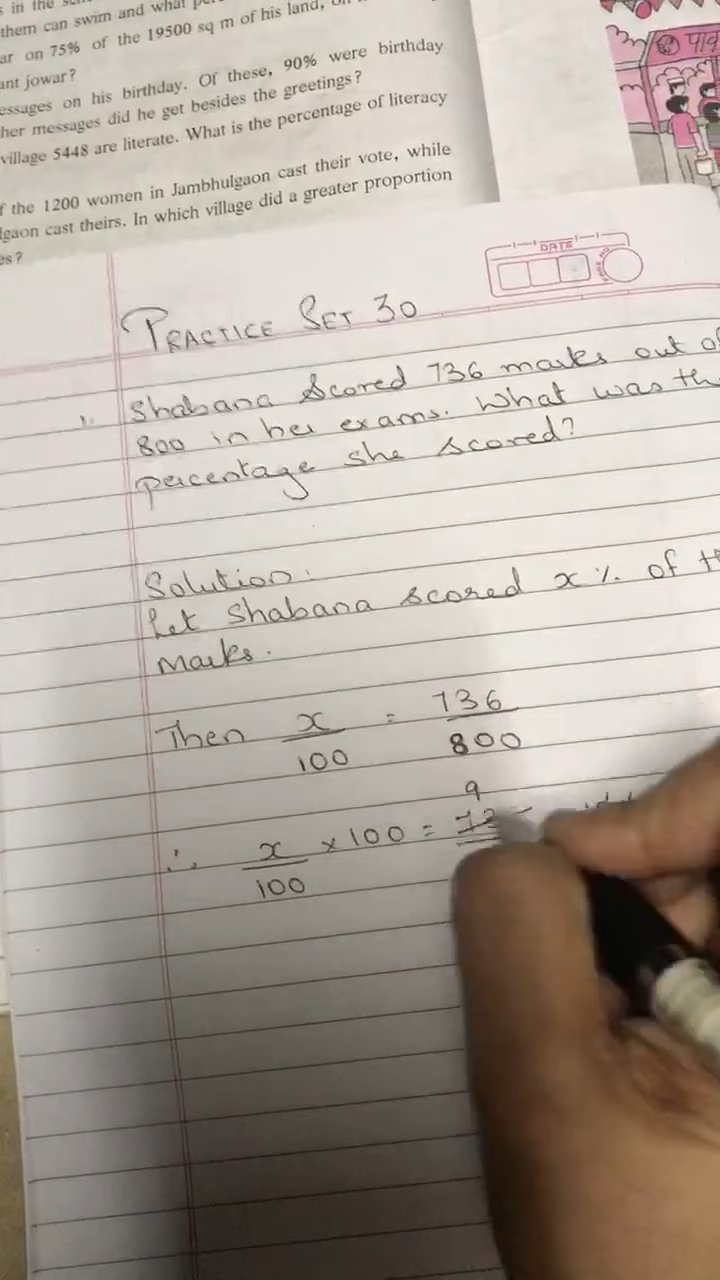 s in the
them can swim and what
ar on 75% of the 19500 sq m of his land,
ant jowar?
essages on his birthday. Of these, 90% were birthday
her messages did he get besides the greetings?
village 5448 are literate. What is the percentage of literacy
f the 1200 women in Jambhulgaon cast their vote, while
lgaon cast theirs. In which village did a greater proportion
es?
DATE
PRACTICE SET 30
1. Shabana scored 736 marks out of
800 in her exams. What was the
percentage she scored?
Solution:
Let Shabana scored x % of th
marks.
Then x/100 = 736/800
∴ x/100 × 100 =
9